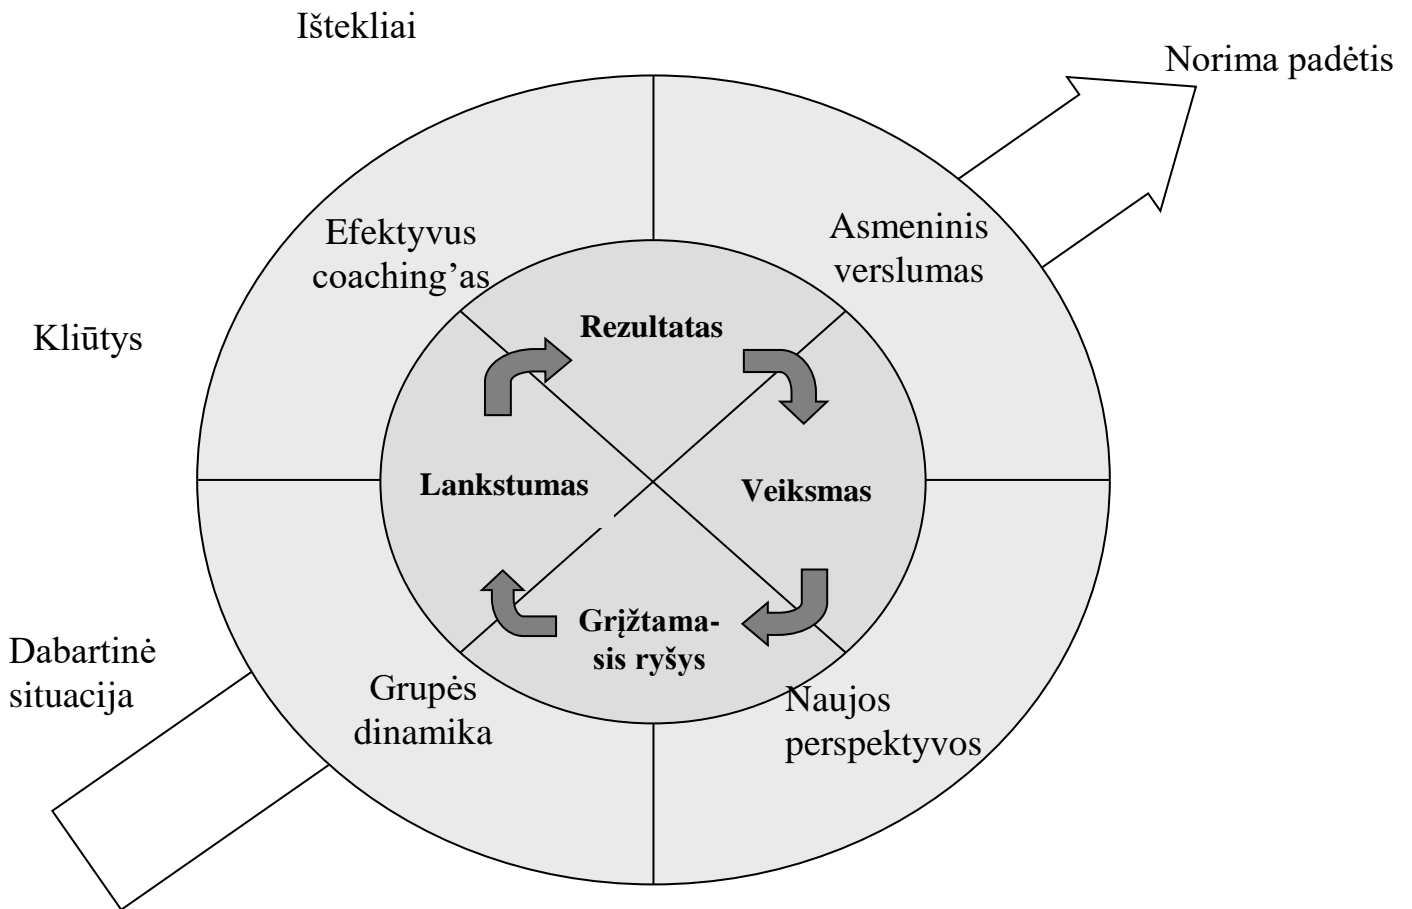 Ištekliai
Norima padėtis
Efektyvus
coaching’as
Asmeninis
verslumas
Kliūtys
Rezultatas
Lankstumas
Veiksmas
Grįžtama-
sis ryšys
Dabartinė
situacija
Grupės
dinamika
Naujos
perspektyvos